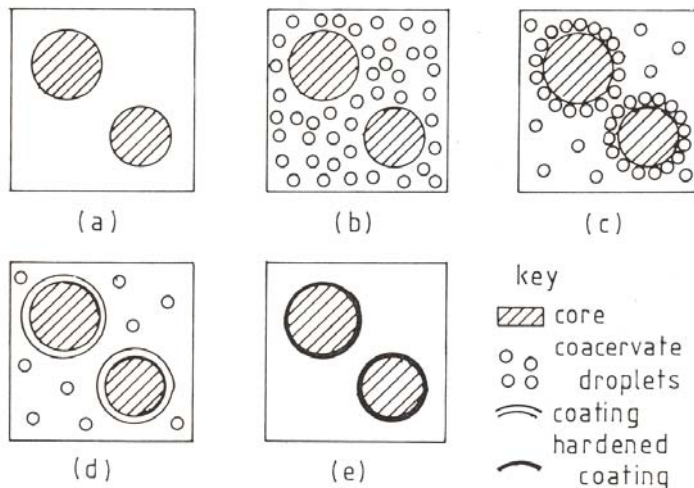 (a)
(b)
(c)
(d)
(e)
key
core
coacervate
droplets
coating
hardened
coating